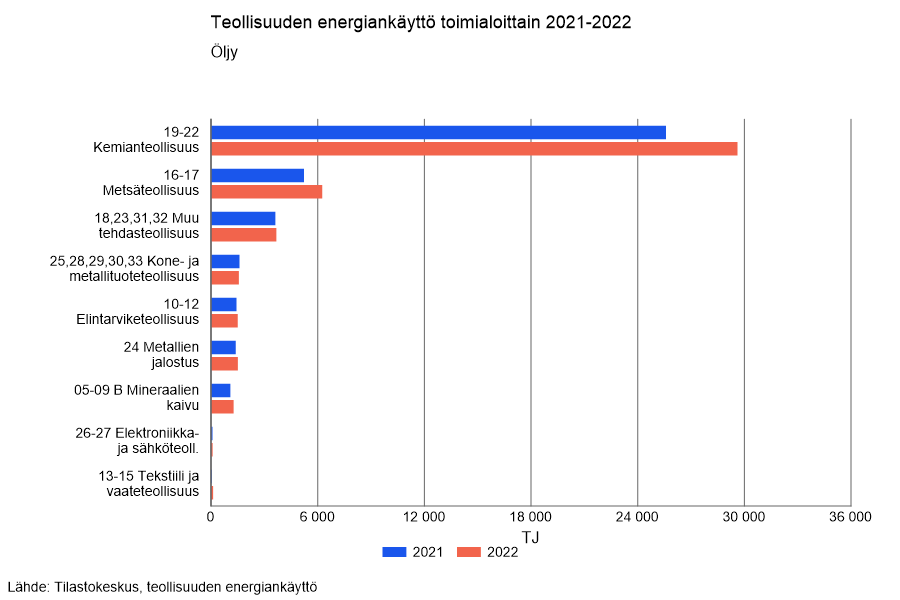 Teollisuuden energiankäyttö toimialoittain 2021-2022
Öljy
19-22
Kemianteollisuus
16-17
Metsäteollisuus
18,23,31,32 Muu
tehdasteollisuus
25,28,29,30,33 Kone- ja
metallituoteteollisuus
10-12
Elintarviketeollisuus
24 Metallien
jalostus
05-09 B Mineraalien
kaivu
26-27 Elektroniikka-
ja sähköteoll.
13-15 Tekstiili ja
vaateteollisuus
0 6 000 12 000 18 000 24 000 30 000 36 000
TJ
2021 2022
Lähde: Tilastokeskus, teollisuuden energiankäyttö